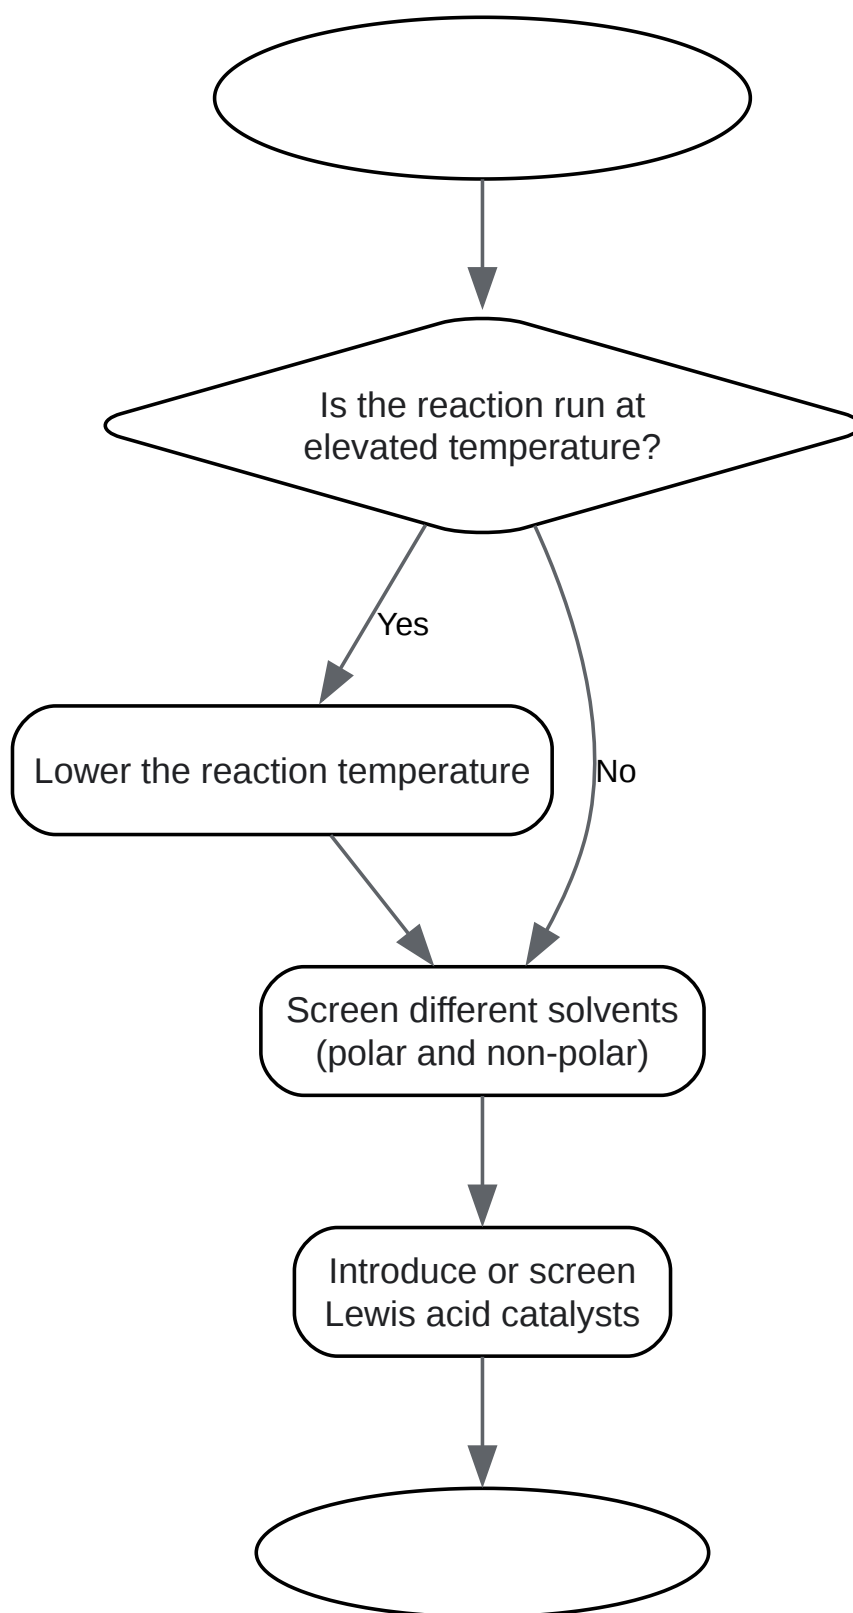 Is the reaction run at
elevated temperature?
Yes
Lower the reaction temperature
No
Screen different solvents
(polar and non-polar)
Introduce or screen
Lewis acid catalysts